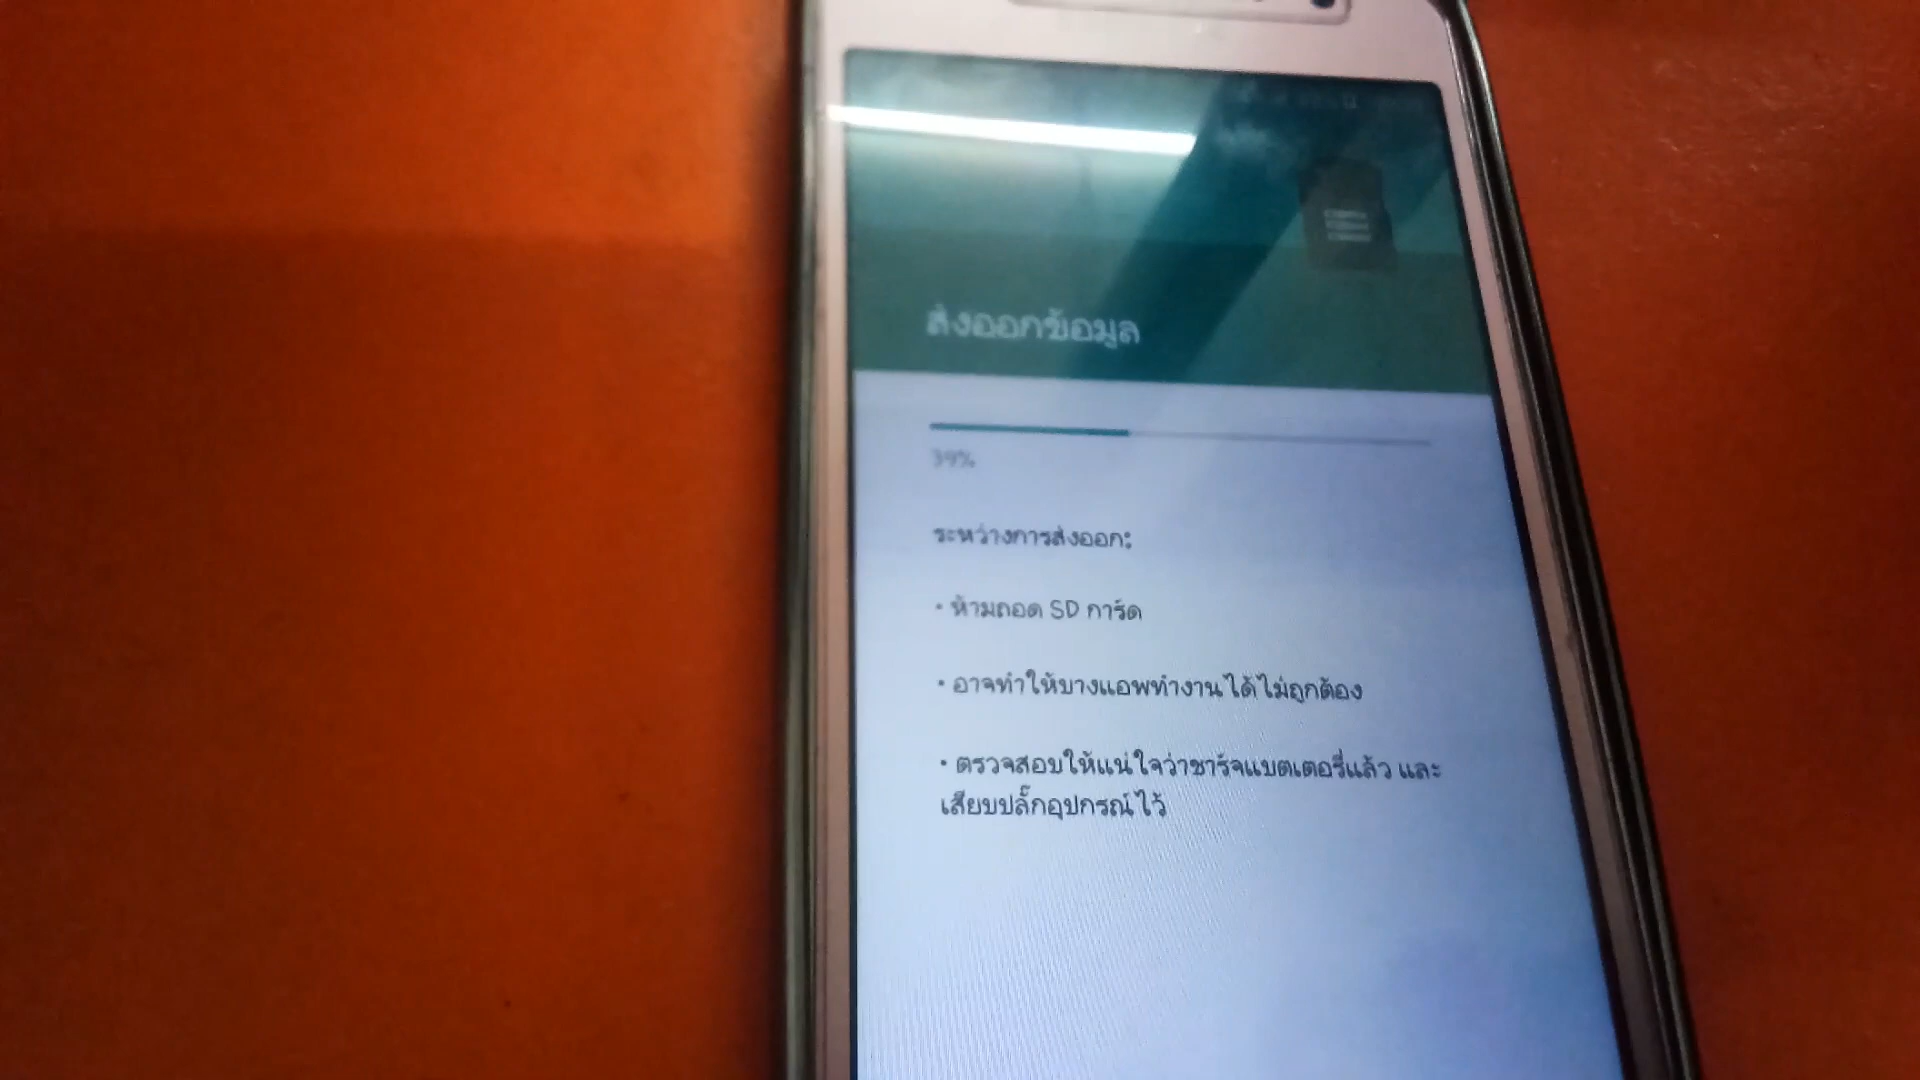 ส่งออกข้อมูล
39%
ระหว่างการส่งออก:
• ห้ามถอด SD การ์ด
• อาจทำให้บางแอพทำงานได้ไม่ถูกต้อง
• ตรวจสอบให้แน่ใจว่าชาร์จแบตเตอรี่แล้ว และ
เสียบปลั๊กอุปกรณ์ไว้